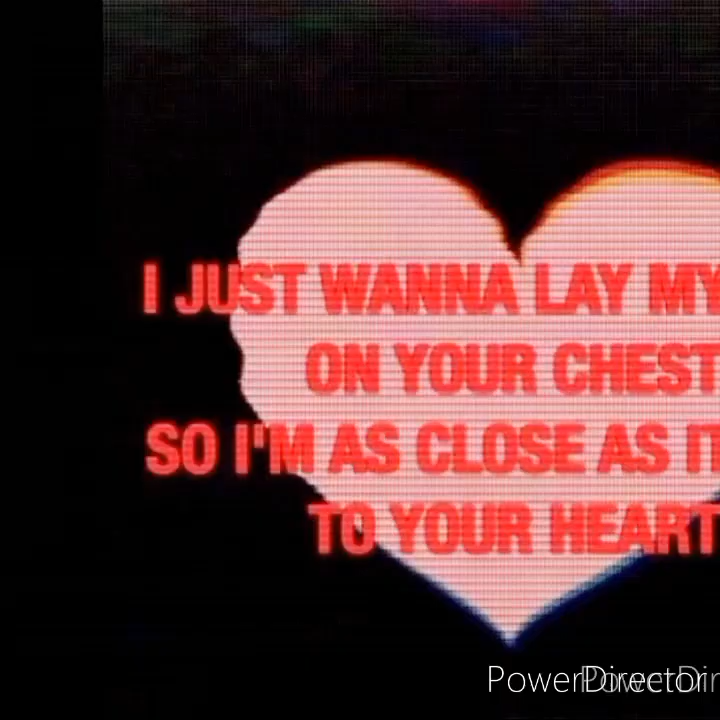 I JUST WANNA LAY MY
ON YOUR CHEST
SO I'M AS CLOSE AS IT
TO YOUR HEART
PowerDirector